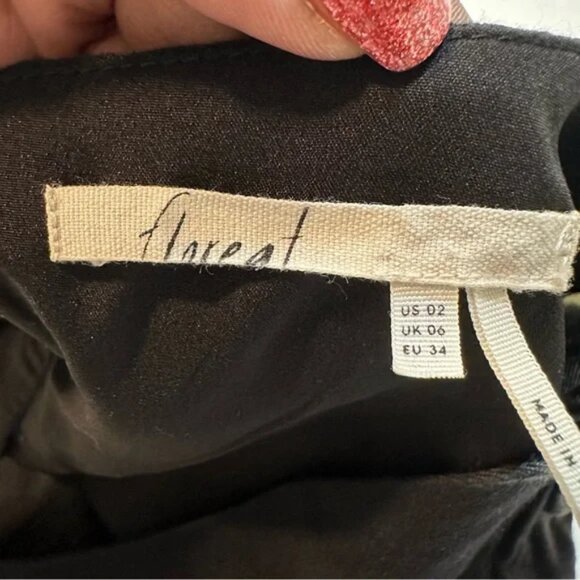 floreat
US 02
UK 06
EU 34
MADE IN